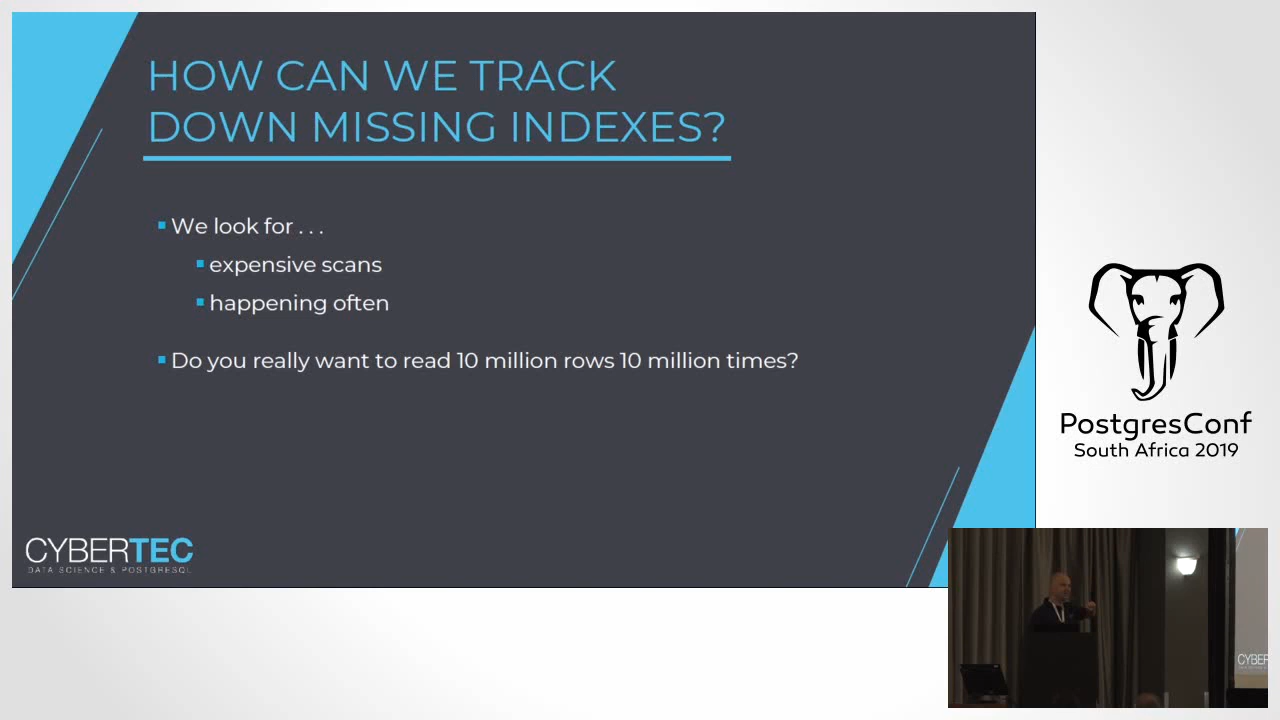 HOW CAN WE TRACK
DOWN MISSING INDEXES?
We look for . . .
expensive scans
happening often
Do you really want to read 10 million rows 10 million times?
CYBERTEC
DATA SCIENCE & POSTGRESQL
PostgresConf
South Africa 2019
CYBER